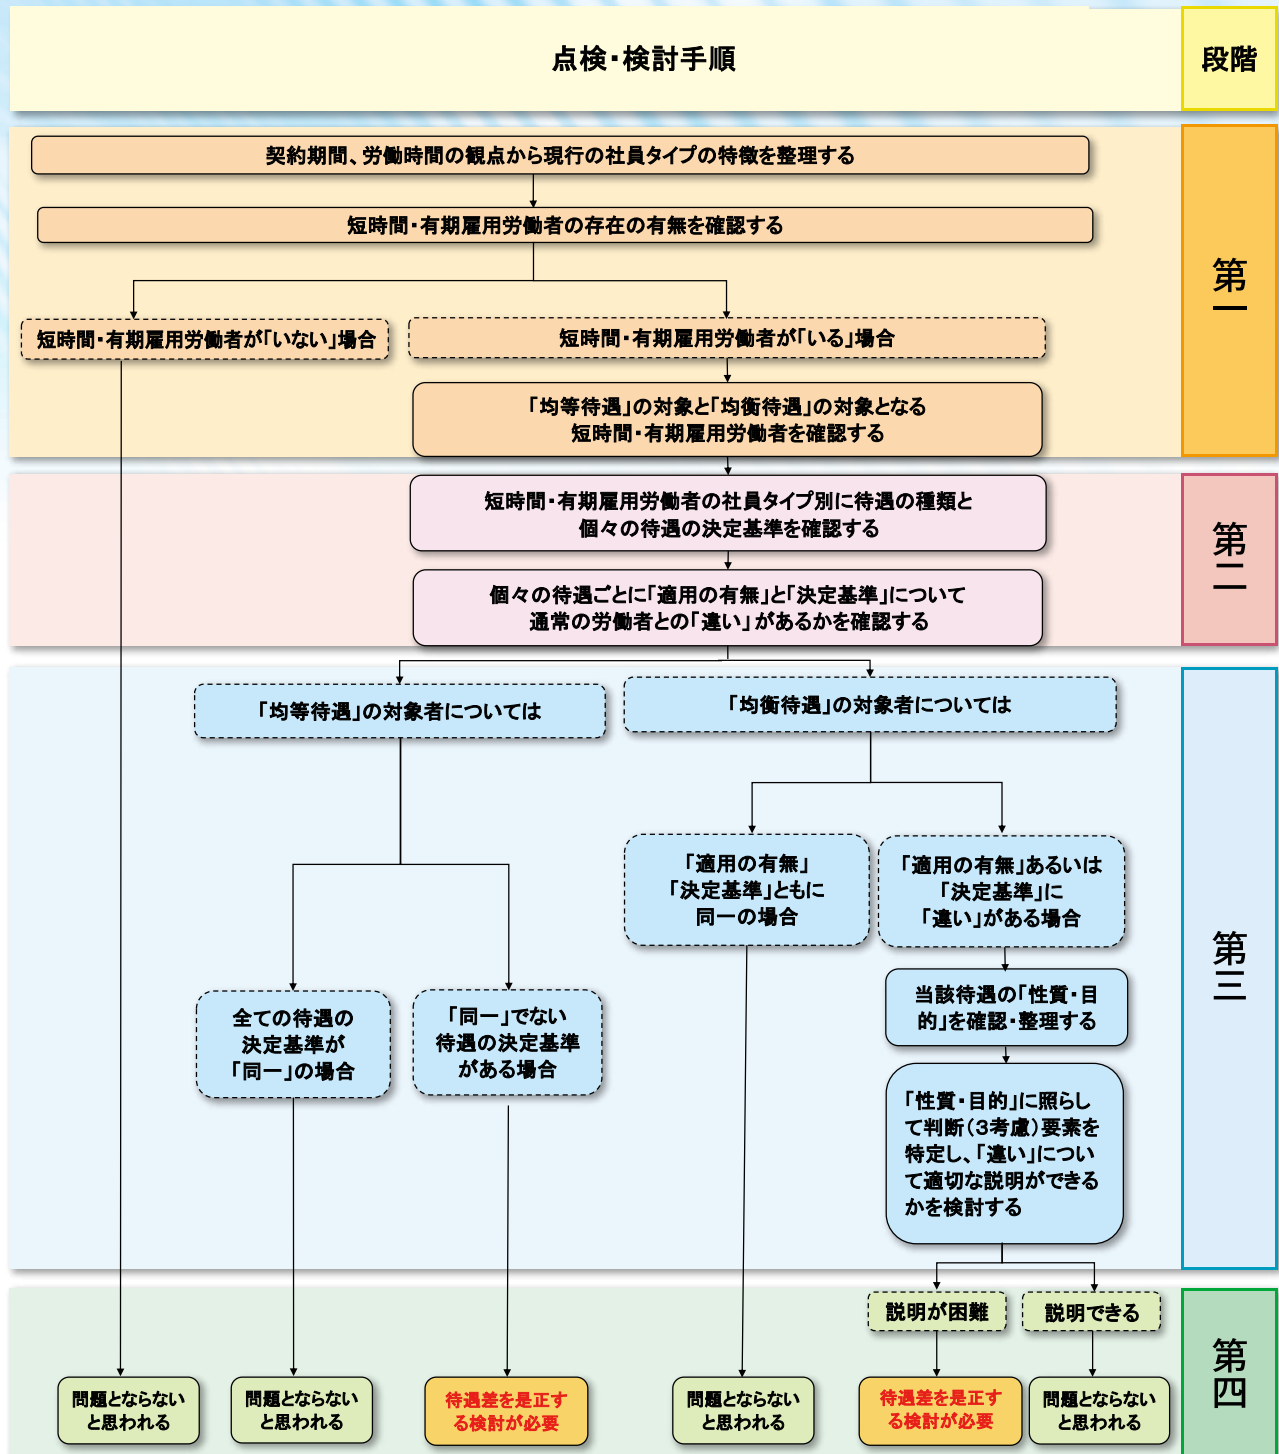 点検・検討手順
段階
契約期間、労働時間の観点から現行の社員タイプの特徴を整理する
短時間・有期雇用労働者の存在の有無を確認する
短時間・有期雇用労働者が「いない」場合
短時間・有期雇用労働者が「いる」場合
「均等待遇」の対象と「均衡待遇」の対象となる
短時間・有期雇用労働者を確認する
第一
短時間・有期雇用労働者の社員タイプ別に待遇の種類と
個々の待遇の決定基準を確認する
個々の待遇ごとに「適用の有無」と「決定基準」について
通常の労働者との「違い」があるかを確認する
第二
「均等待遇」の対象者については
「均衡待遇」の対象者については
「適用の有無」
「決定基準」ともに
同一の場合
「適用の有無」あるいは
「決定基準」に
「違い」がある場合
全ての待遇の
決定基準が
「同一」の場合
「同一」でない
待遇の決定基準
がある場合
当該待遇の「性質・目
的」を確認・整理する
「性質・目的」に照らし
て判断（3考慮）要素を
特定し、「違い」につい
て適切な説明ができる
かを検討する
第三
説明が困難
説明できる
問題とならない
と思われる
問題とならない
と思われる
待遇差を是正す
る検討が必要
問題とならない
と思われる
待遇差を是正す
る検討が必要
問題とならない
と思われる
第四